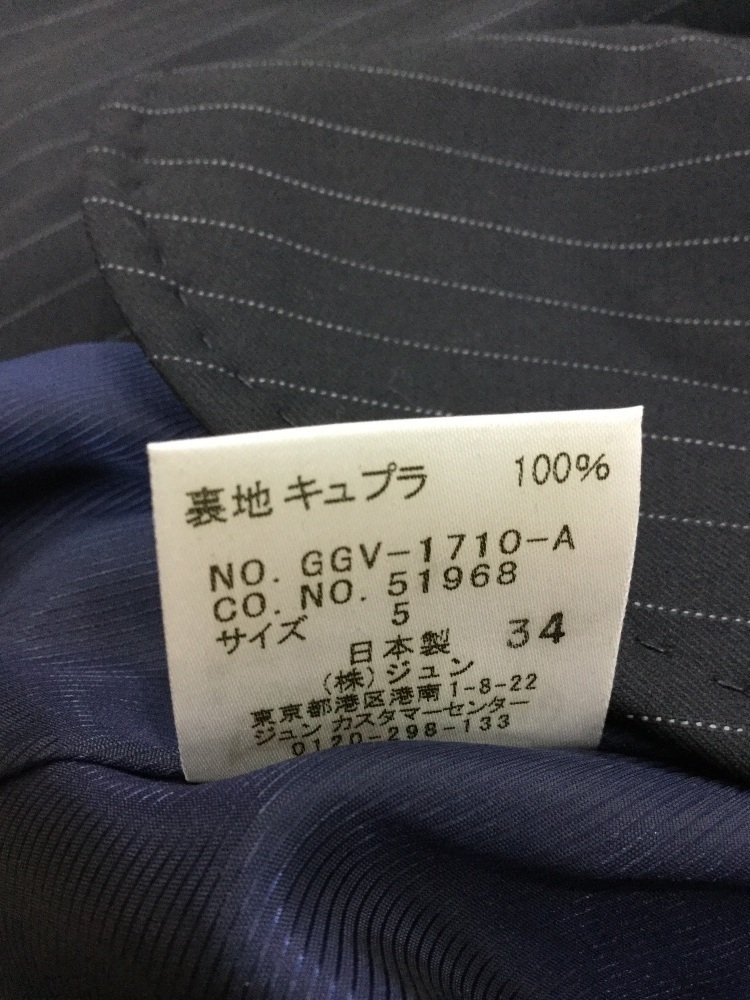 裏地 キュプラ 100%
NO. GGV-1710-A
CO. NO. 51968
サイズ 5 34
日本製
(株)ジュン
東京都港区港南1-8-22
ジュン カスタマーセンター
0120-298-133